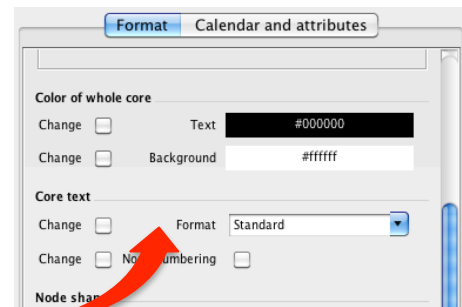 Format Calendar and attributes
Color of whole core
Change Text #000000
Change Background #ffffff
Core text
Change Format Standard
Change
Node